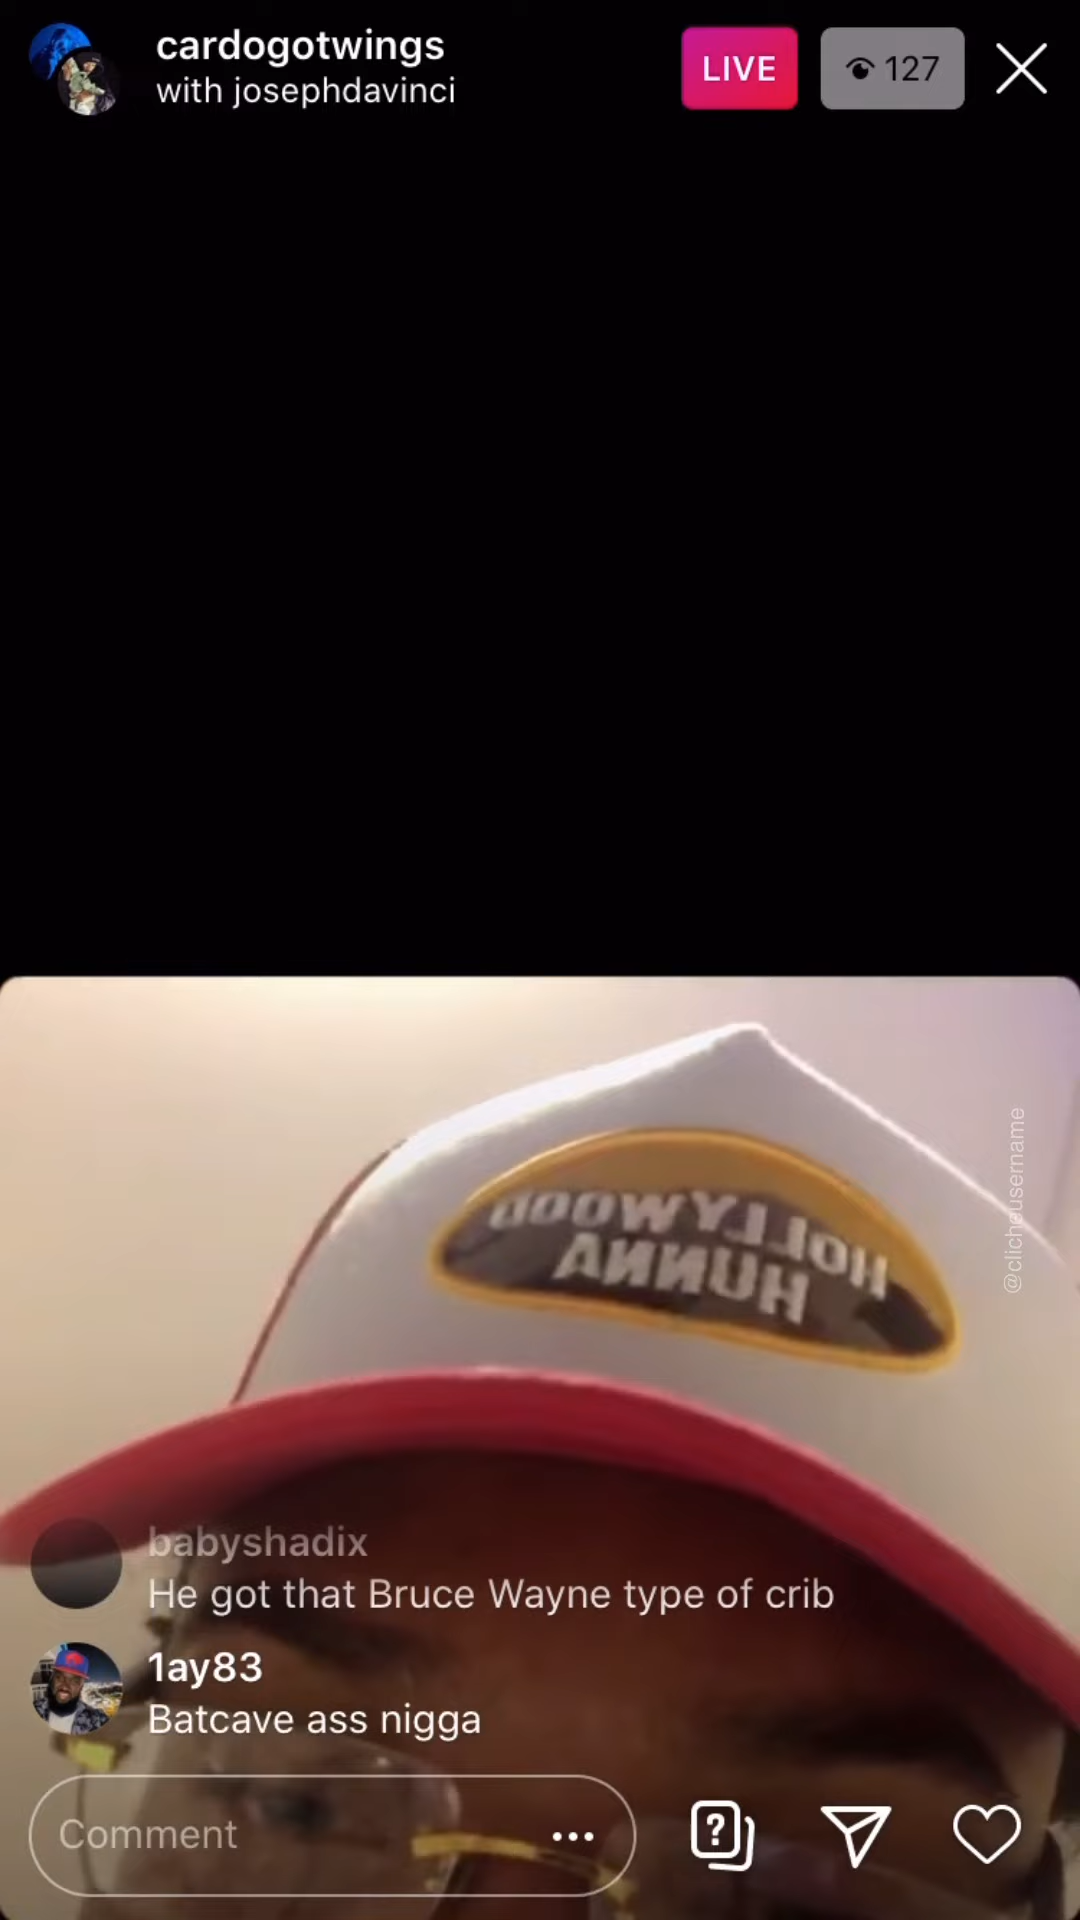 cardogotwings
with josephdavinci
LIVE
127
HOLLYWOOD
HUNNA
@clichousername
babyshadix
He got that Bruce Wayne type of crib
1ay83
Batcave ass nigga
Comment